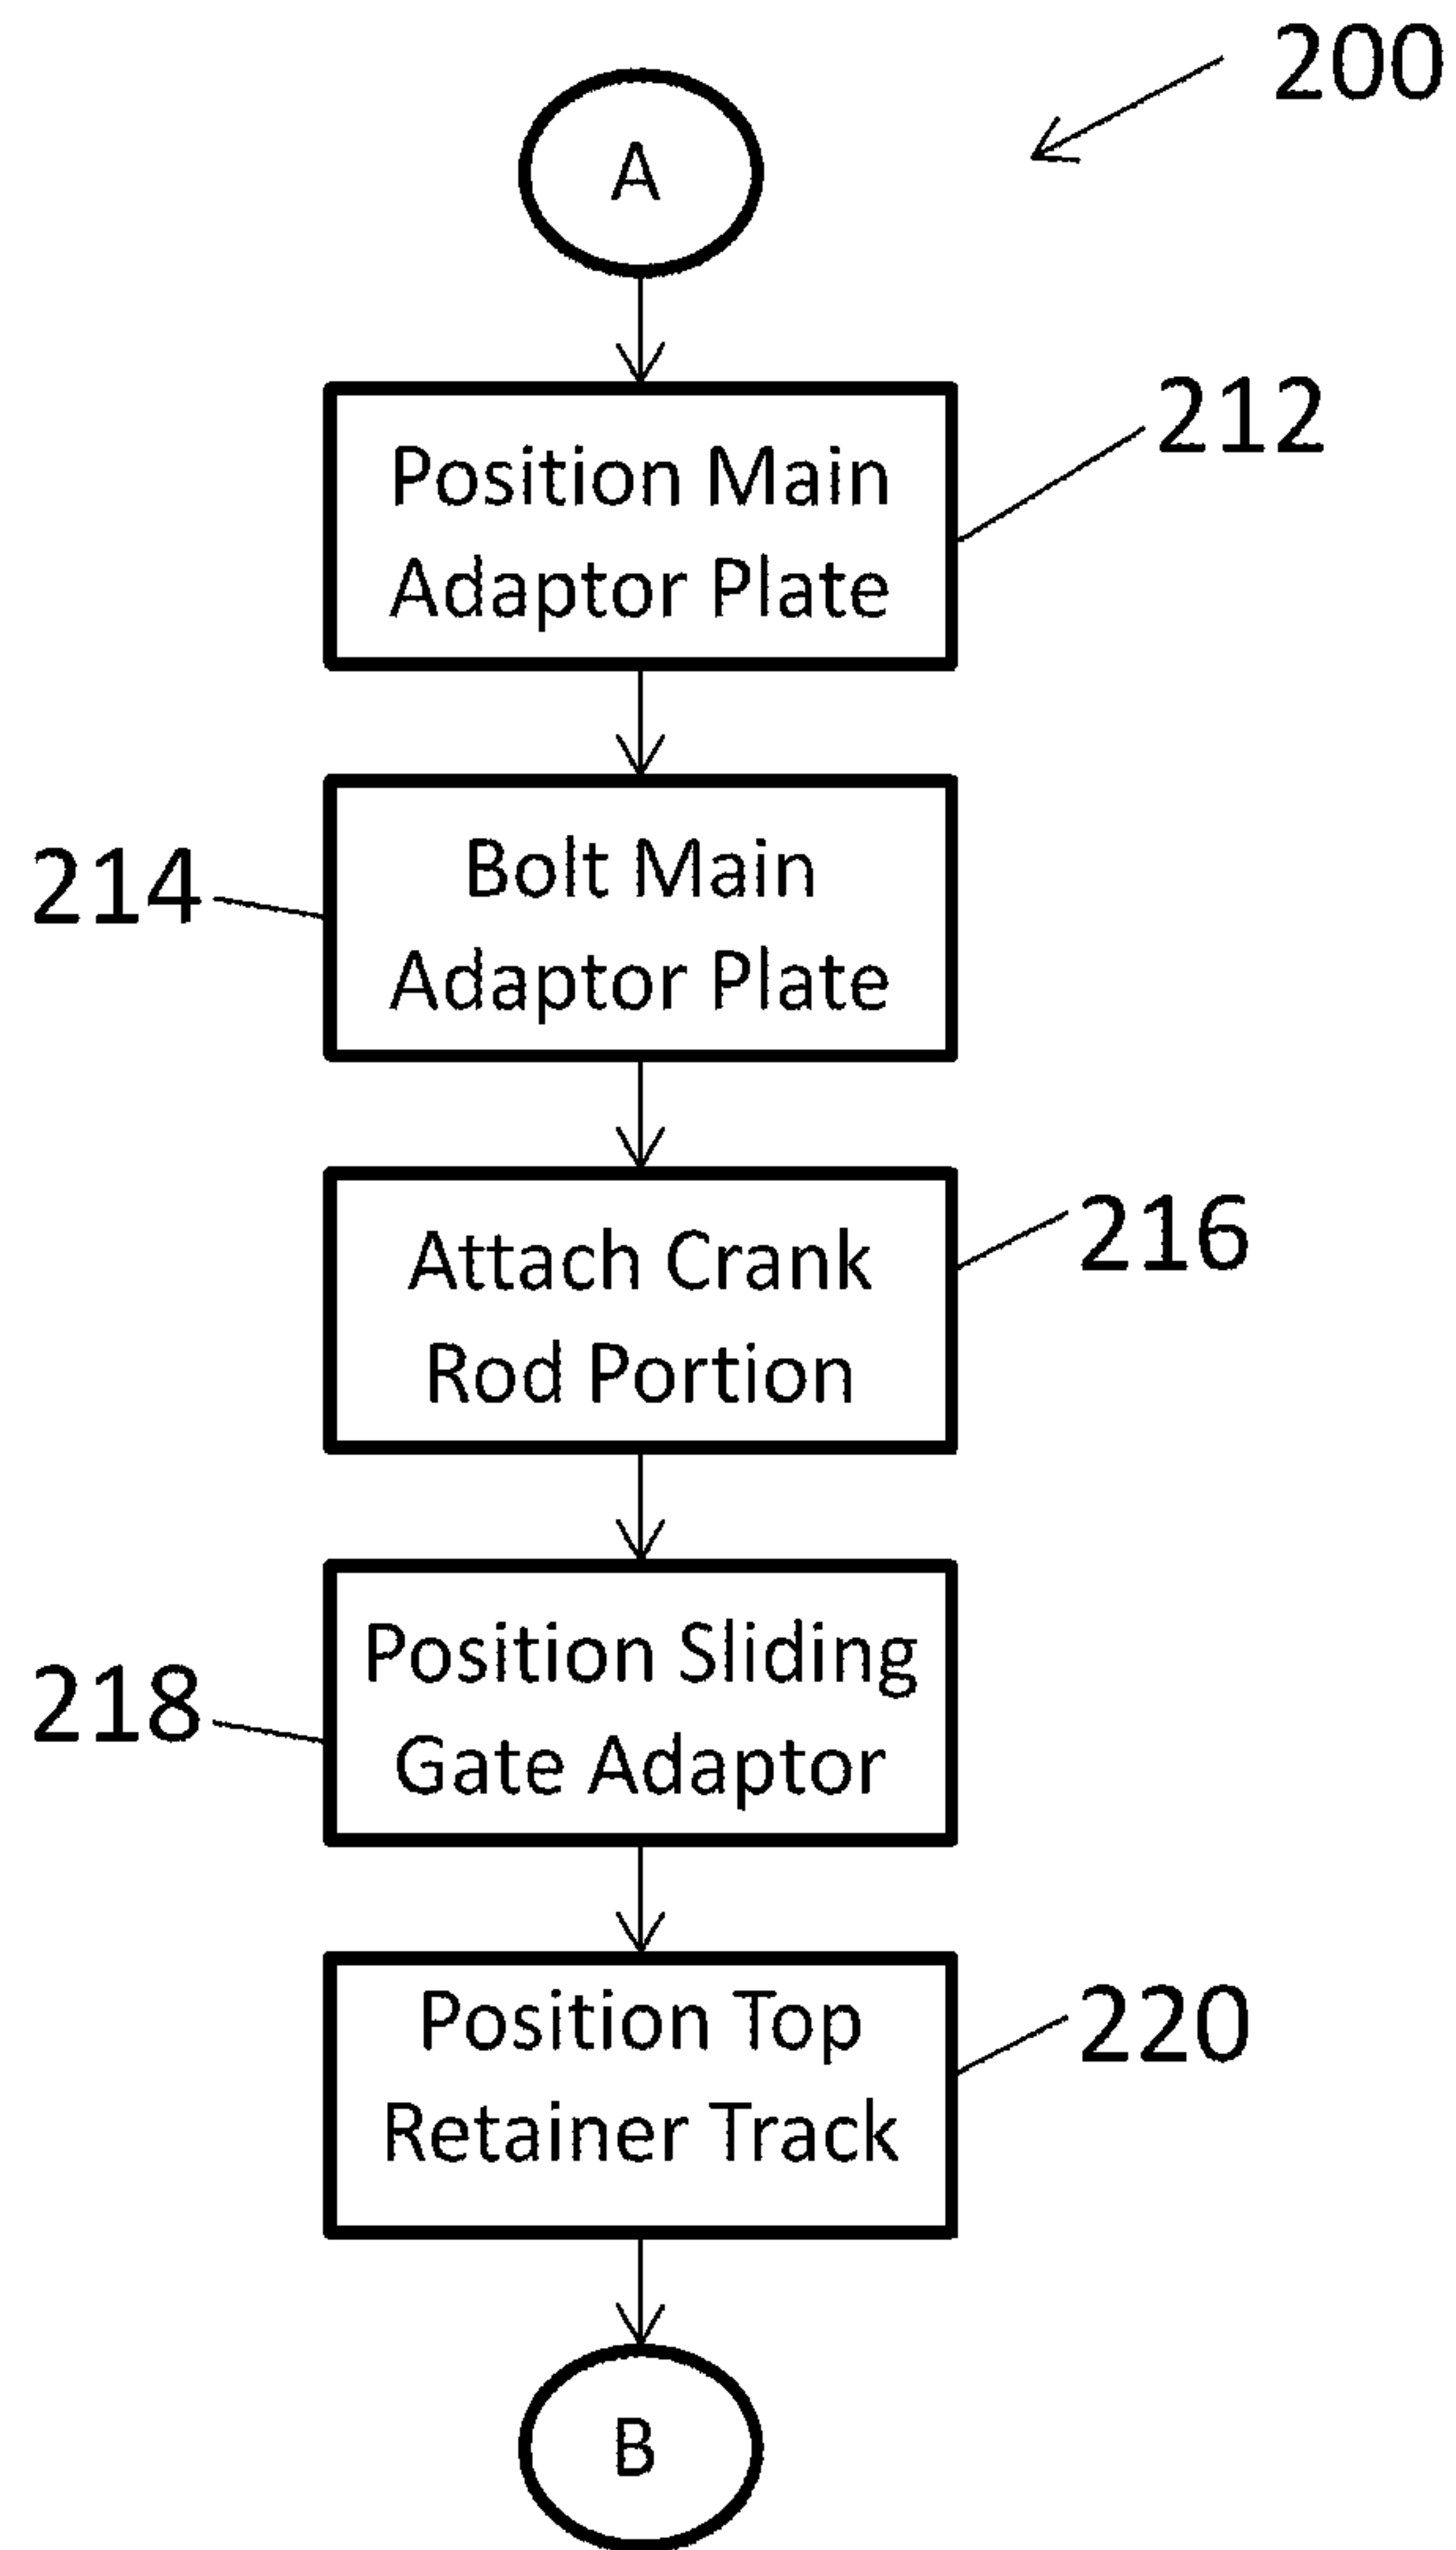 200
A
Position Main
Adaptor Plate
212
Bolt Main
Adaptor Plate
214
Attach Crank
Rod Portion
216
Position Sliding
Gate Adaptor
218
Position Top
Retainer Track
220
B